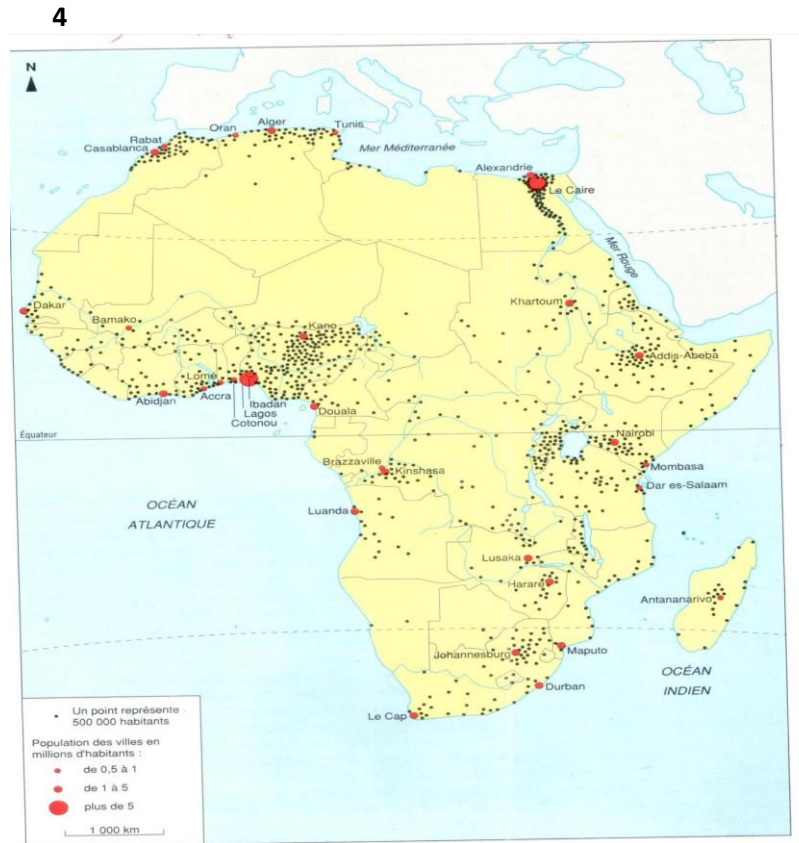 4
N
Oran
Alger
Tunis
Rabat
Casablanca
Mer Méditerranée
Alexandrie
Le Caire
Mer Rouge
Dakar
Bamako
Khartoum
Kano
Addis-Abeba
Lomé
Abidjan
Accra
Ibadan
Lagos
Cotonou
Douala
Équateur
Nairobi
Brazzaville
Kinshasa
Mombasa
Dar es-Salaam
OCÉAN
ATLANTIQUE
Luanda
Lusaka
Harare
Antananarivo
Johannesburg
Maputo
OCÉAN
INDIEN
Durban
Le Cap
Un point représente
500 000 habitants
Population des villes en
millions d'habitants :
de 0,5 à 1
de 1 à 5
plus de 5
1 000 km